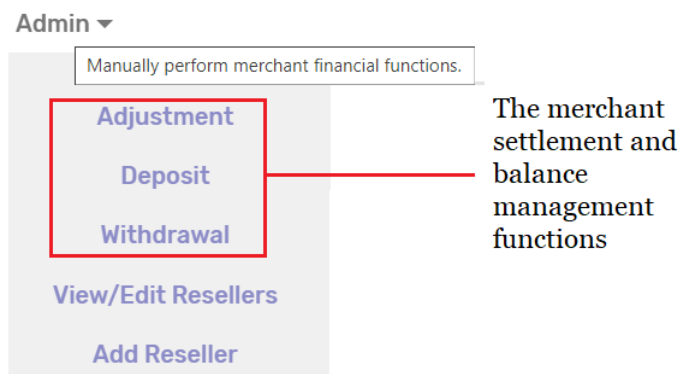 Admin
Manually perform merchant financial functions.
Adjustment
Deposit
Withdrawal
View/Edit Resellers
Add Reseller
The merchant
settlement and
balance
management
functions